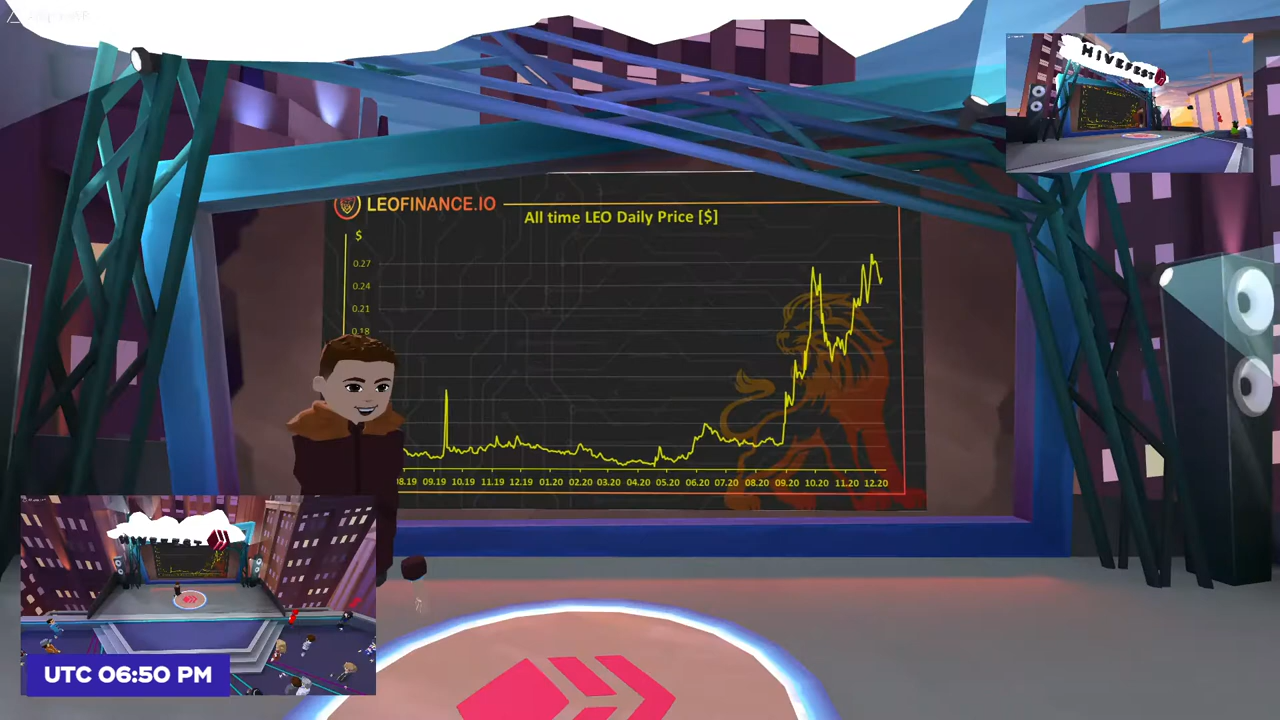 HIVEFEST
LEOFINANCE.IO
All time LEO Daily Price [$]
$
0.27
0.24
0.21
0.18
08.19 09.19 10.19 11.19 12.19 01.20 02.20 03.20 04.20 05.20 06.20 07.20 08.20 09.20 10.20 11.20 12.20
UTC 06:50 PM